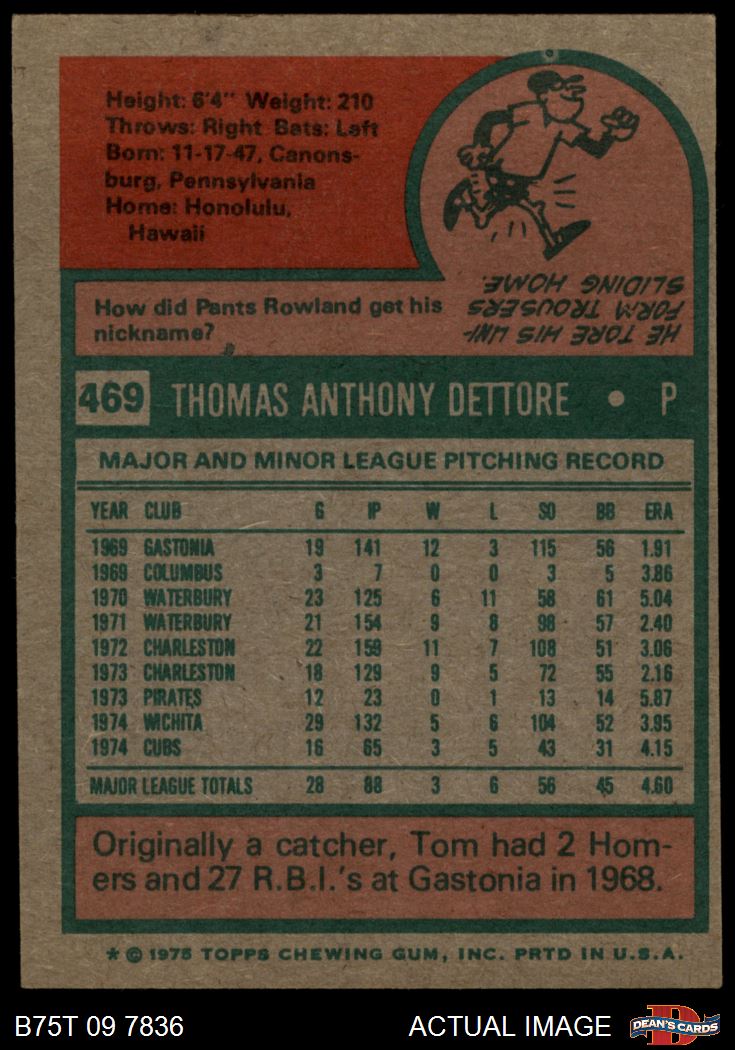 Height: 6'4" Weight: 210
Throws: Right Bats: Left
Born: 11-17-47, Canons-
burg, Pennsylvania
Home: Honolulu,
Hawaii
How did Pants Rowland get his
nickname?
HE TORE HIS UNI-
FORM TROUSERS
SLIDING HOME.
469 THOMAS ANTHONY DETTORE • P
MAJOR AND MINOR LEAGUE PITCHING RECORD
YEAR CLUB G IP W L SO BB ERA
1969 GASTONIA 19 141 12 3 115 56 1.91
1969 COLUMBUS 3 7 0 0 3 5 3.86
1970 WATERBURY 23 125 6 11 58 61 5.04
1971 WATERBURY 21 154 9 8 98 57 2.40
1972 CHARLESTON 22 159 11 7 108 51 3.06
1973 CHARLESTON 18 129 9 5 72 55 2.16
1973 PIRATES 12 23 0 1 13 14 5.87
1974 WICHITA 29 132 5 6 104 52 3.95
1974 CUBS 16 65 3 5 43 31 4.15
MAJOR LEAGUE TOTALS 28 88 3 6 56 45 4.60
Originally a catcher, Tom had 2 Hom-
ers and 27 R.B.I.'s at Gastonia in 1968.
* © 1975 TOPPS CHEWING GUM, INC. PRTD IN U.S.A.
B75T 09 7836
ACTUAL IMAGE
D
DEAN'S CARDS